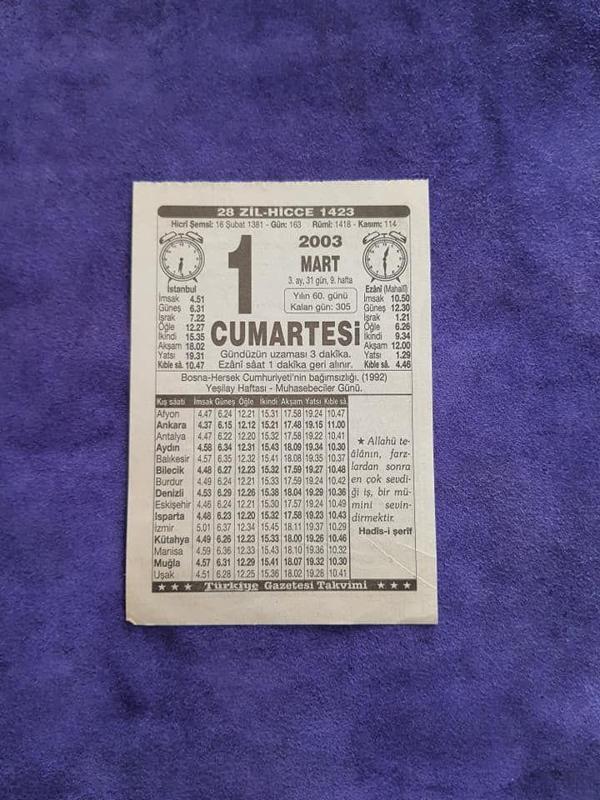 28 ZİL-HİCCE 1423
Hicrî Şemsî: 16 Şubat 1381 - Gün: 163 Rûmî: 1418 - Kasım: 114
1
2003
MART
3. ay, 31 gün, 9. hafta
Yılın 60. günü
Kalan gün: 305
İstanbul
İmsak 4.51
Güneş 6.31
İşrak 7.22
Öğle 12.27
İkindi 15.35
Akşam 18.02
Yatsı 19.31
Kıble sâ. 10.47
Ezânî (Mahallî)
İmsak 10.50
Güneş 12.30
İşrak 1.21
Öğle 6.26
İkindi 9.34
Akşam 12.00
Yatsı 1.29
Kıble sâ. 4.46
CUMARTESİ
Gündüzün uzaması 3 dakîka.
Ezânî sâat 1 dakîka geri alınır.
Bosna-Hersek Cumhuriyeti'nin bağımsızlığı. (1992)
Yeşilay Haftası - Muhasebeciler Günü.
Kış sâati İmsak Güneş Öğle İkindi Akşam Yatsı Kıble sâ.
Afyon 4.47 6.24 12.21 15.31 17.58 19.24 10.47
Ankara 4.37 6.15 12.12 15.21 17.48 19.15 11.00
Antalya 4.47 6.22 12.20 15.32 17.58 19.22 10.41
Aydın 4.58 6.34 12.31 15.43 18.09 19.34 10.30
Balıkesir 4.57 6.35 12.32 15.41 18.08 19.35 10.37
Bilecik 4.48 6.27 12.23 15.32 17.59 19.27 10.48
Burdur 4.49 6.24 12.21 15.33 17.59 19.24 10.42
Denizli 4.53 6.29 12.26 15.38 18.04 19.29 10.36
Eskişehir 4.46 6.24 12.21 15.30 17.57 19.24 10.49
Isparta 4.48 6.23 12.20 15.32 17.58 19.23 10.43
İzmir 5.01 6.37 12.34 15.45 18.11 19.37 10.29
Kütahya 4.49 6.26 12.23 15.33 18.00 19.26 10.46
Manisa 4.59 6.36 12.33 15.43 18.10 19.36 10.32
Muğla 4.57 6.31 12.29 15.41 18.07 19.32 10.30
Uşak 4.51 6.28 12.25 15.36 18.02 19.28 10.41
★ Allahü te-
âlânın, farz-
lardan sonra
en çok sevdi-
ği iş, bir mü-
mini sevin-
dirmektir.
Hadîs-i şerîf
★ ★ ★ Türkiye Gazetesi Takvimi ★ ★ ★